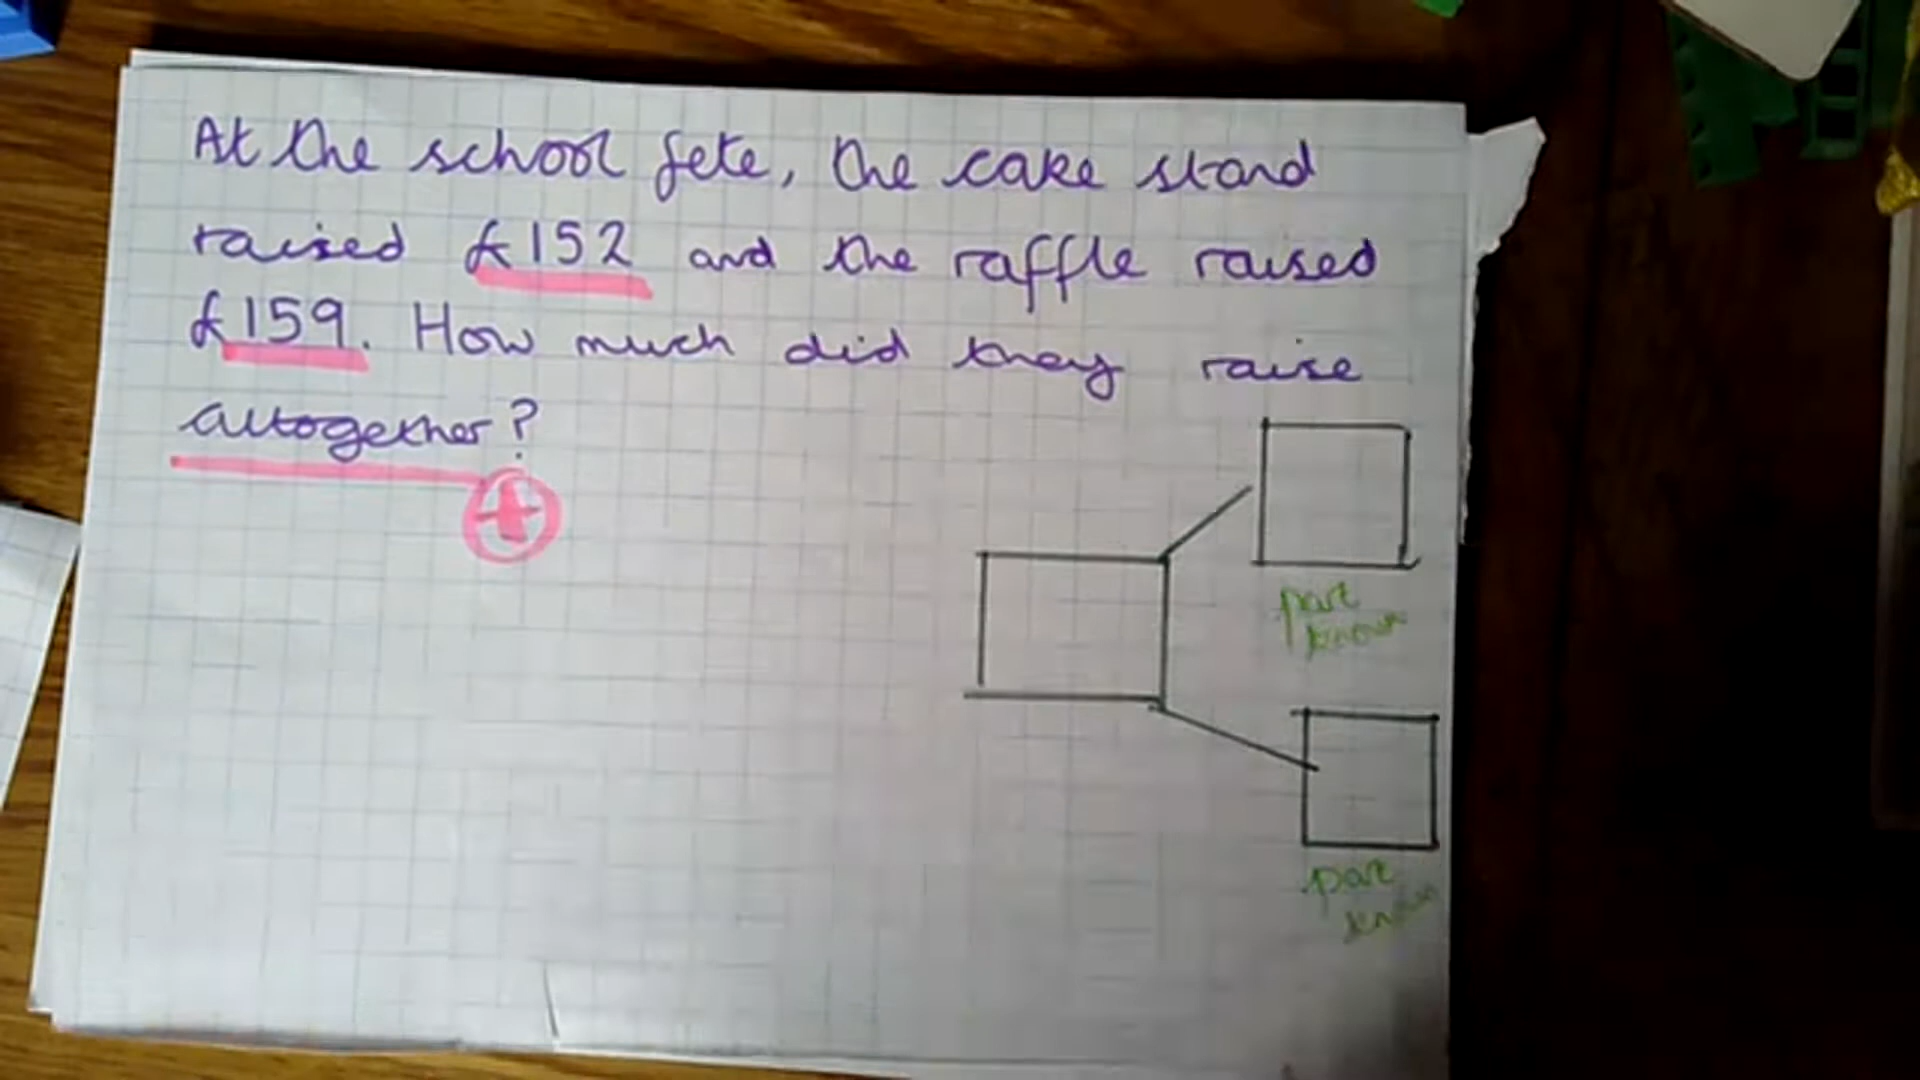 At the school fete, the cake stand
raised £152 and the raffle raised
£159. How much did they raise
altogether?
+
part
known
part
known